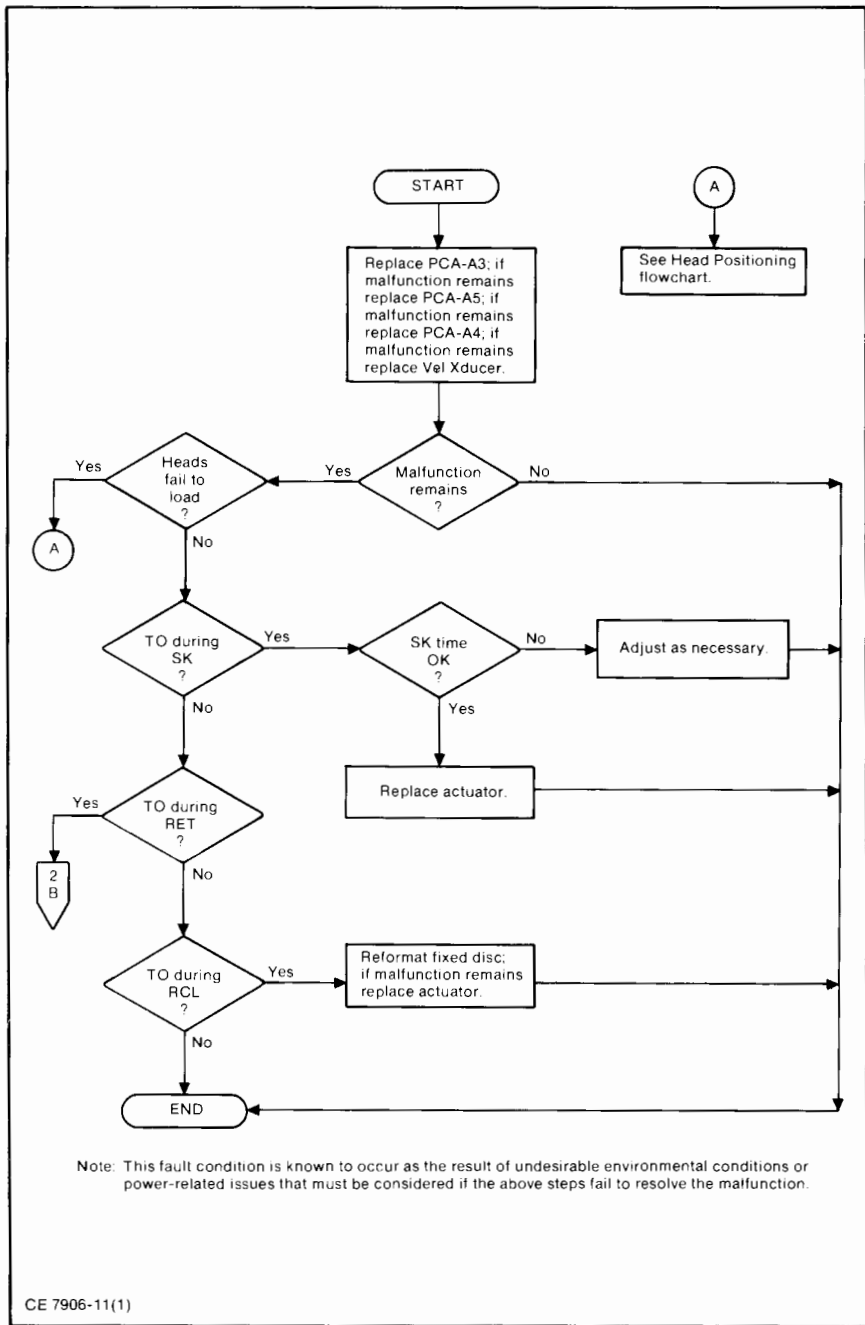 START
A
Replace PCA-A3; if
malfunction remains
replace PCA-A5; if
malfunction remains
replace PCA-A4; if
malfunction remains
replace Vel Xducer.
See Head Positioning
flowchart.
Yes
Heads
fail to
load
?
Yes
Malfunction
remains
?
No
A
No
TO during
SK
?
Yes
SK time
OK
?
No
Adjust as necessary.
No
Yes
Yes
TO during
RET
?
Replace actuator.
2
B
No
TO during
RCL
?
Yes
Reformat fixed disc;
if malfunction remains
replace actuator.
No
END
Note: This fault condition is known to occur as the result of undesirable environmental conditions or
power-related issues that must be considered if the above steps fail to resolve the malfunction.
CE 7906-11(1)